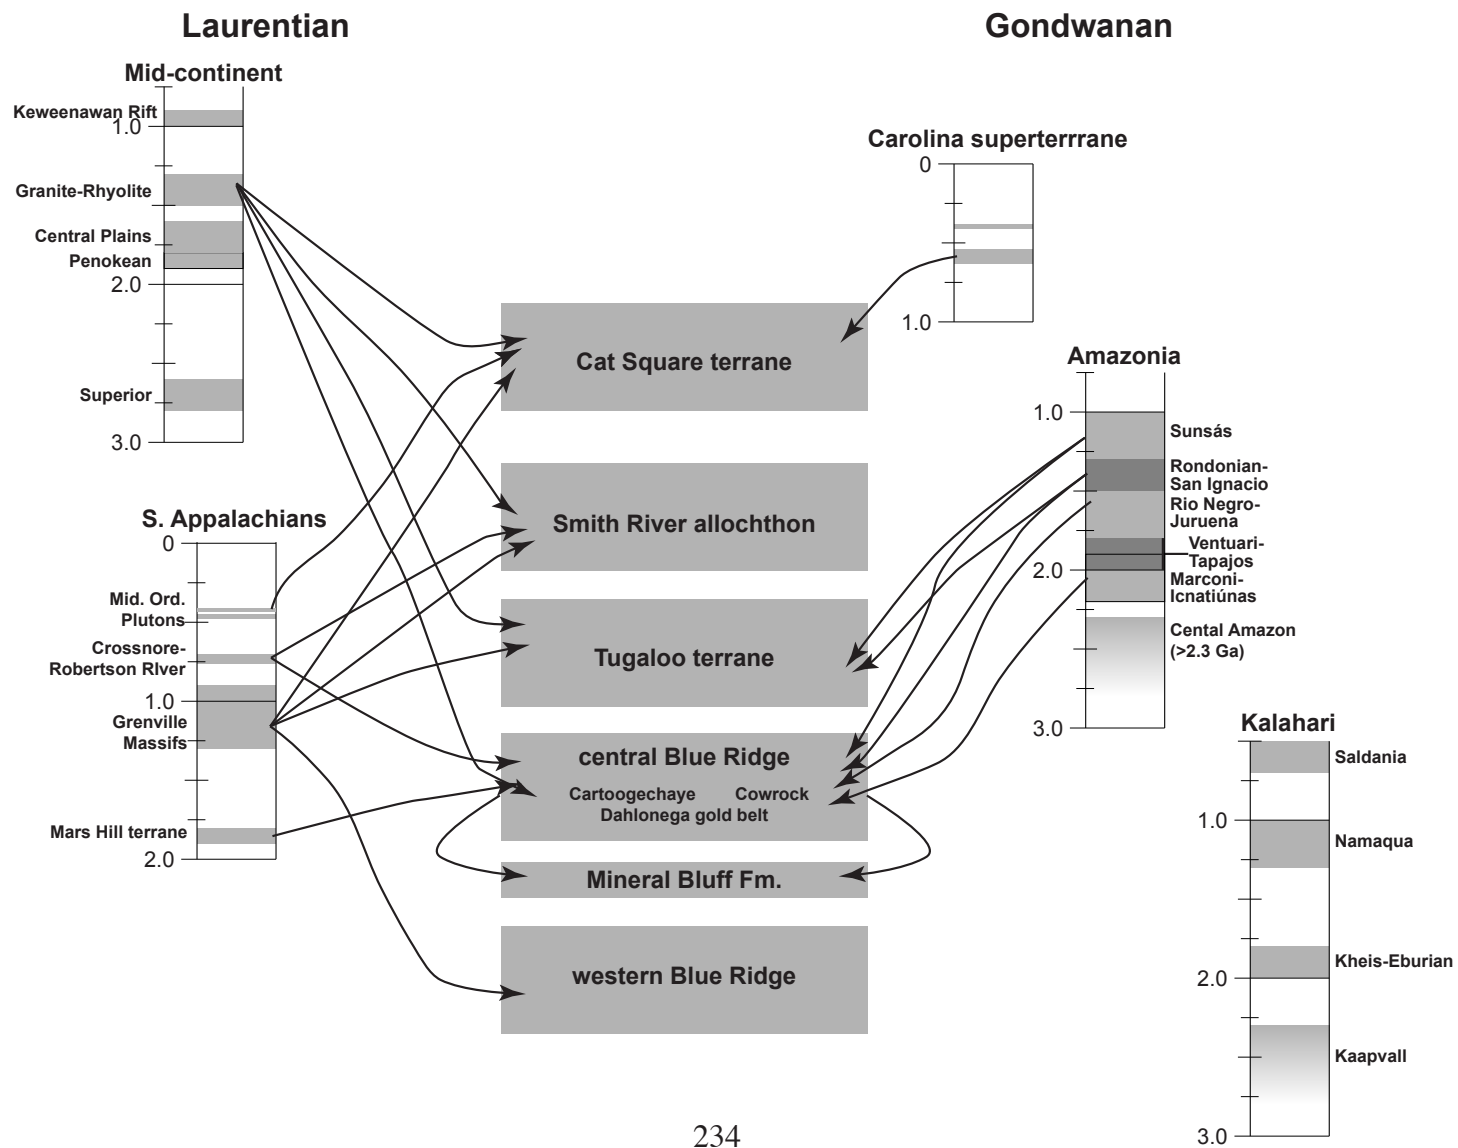 Laurentian
Gondwanan
Mid-continent
Keweenawan Rift
1.0
Granite-Rhyolite
Central Plains
Penokean
2.0
Superior
3.0
S. Appalachians
0
Mid. Ord.
Plutons
Crossnore-
Robertson RIver
1.0
Grenville
Massifs
Mars Hill terrane
2.0
Cat Square terrane
Smith River allochthon
Tugaloo terrane
central Blue Ridge
Cartoogechaye Cowrock
Dahlonega gold belt
Mineral Bluff Fm.
western Blue Ridge
Carolina superterrrane
0
1.0
Amazonia
1.0
Sunsás
Rondonian-
San Ignacio
Rio Negro-
Juruena
Ventuari-
Tapajos
2.0
Marconi-
Icnatiúnas
Cental Amazon
(>2.3 Ga)
3.0
Kalahari
Saldania
1.0
Namaqua
Kheis-Eburian
2.0
Kaapvall
3.0
234